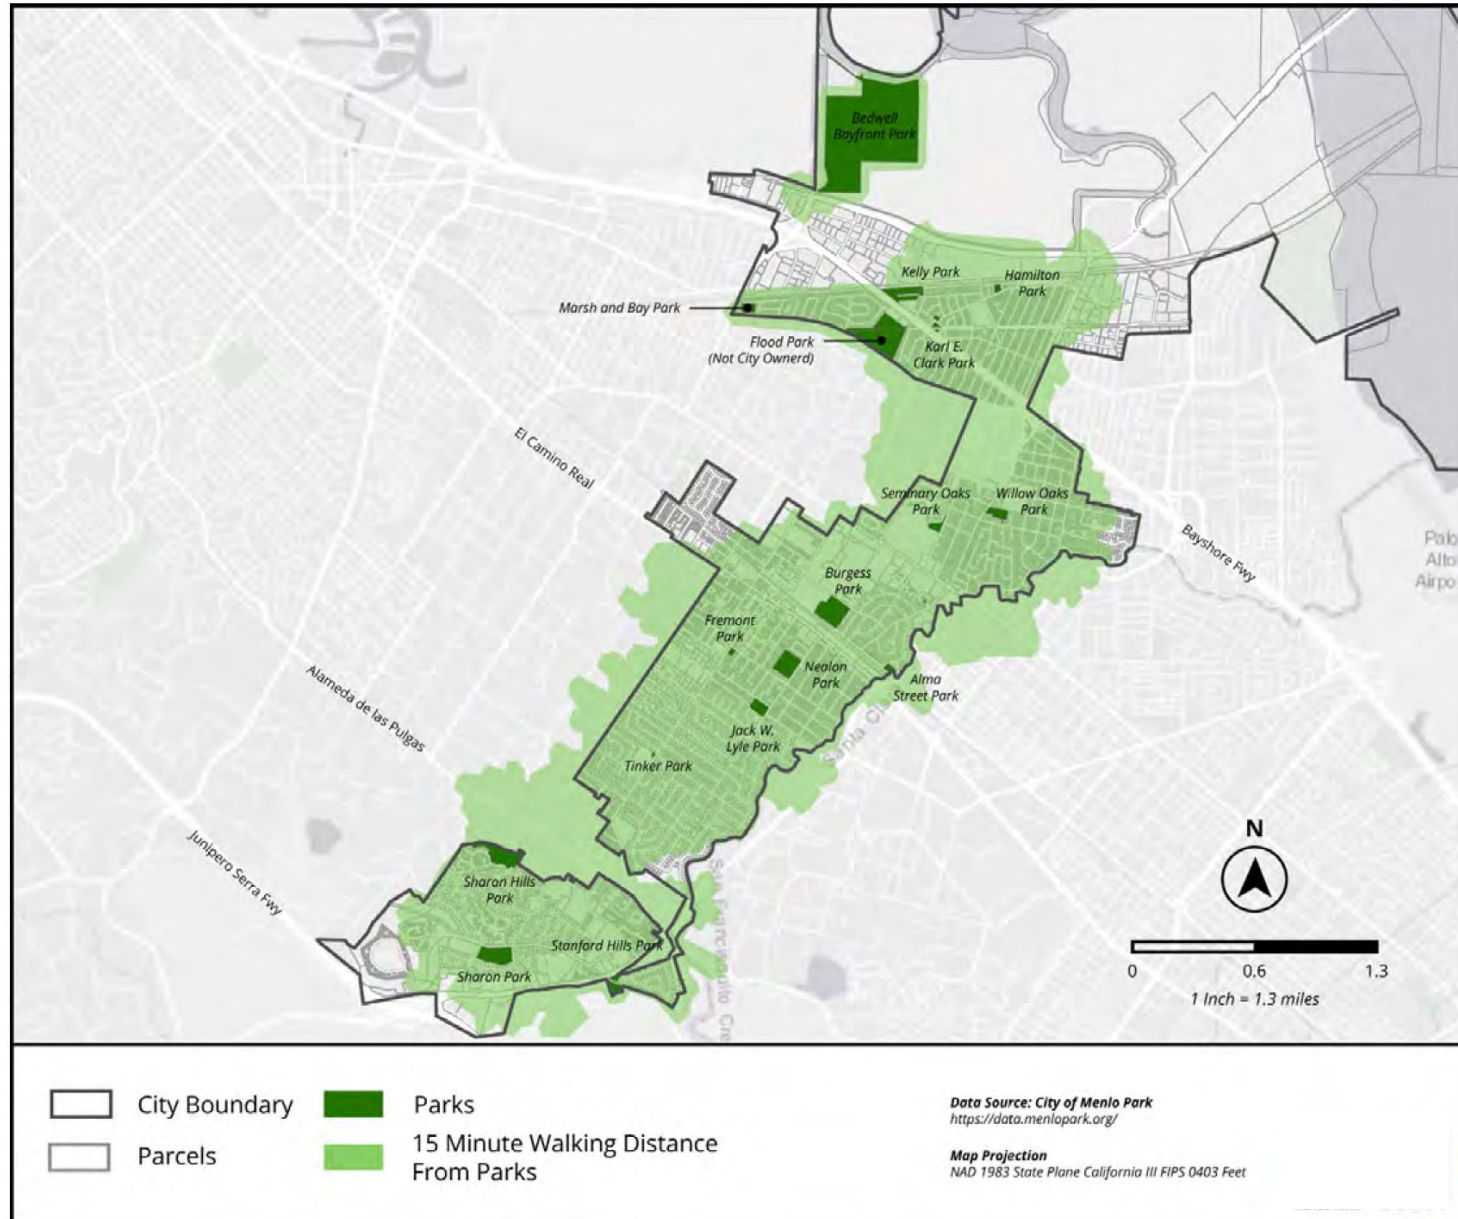 Bedwell
Bayfront Park
Kelly Park
Hamilton
Park
Marsh and Bay Park
Flood Park
(Not City Ownerd)
Karl E.
Clark Park
El Camino Real
Seminary Oaks
Park
Willow Oaks
Park
Bayshore Fwy
Palo
Alto
Airpo
Burgess
Park
Fremont
Park
Nealon
Park
Alma
Street Park
Jack W.
Lyle Park
Tinker Park
Alameda de las Pulgas
Junipero Serra Fwy
Sharon Hills
Park
Stanford Hills Park
Sharon Park
San Francisquito Cre
N
0 0.6 1.3
1 Inch = 1.3 miles
City Boundary
Parcels
Parks
15 Minute Walking Distance
From Parks
Data Source: City of Menlo Park
https://data.menlopark.org/
Map Projection
NAD 1983 State Plane California III FIPS 0403 Feet